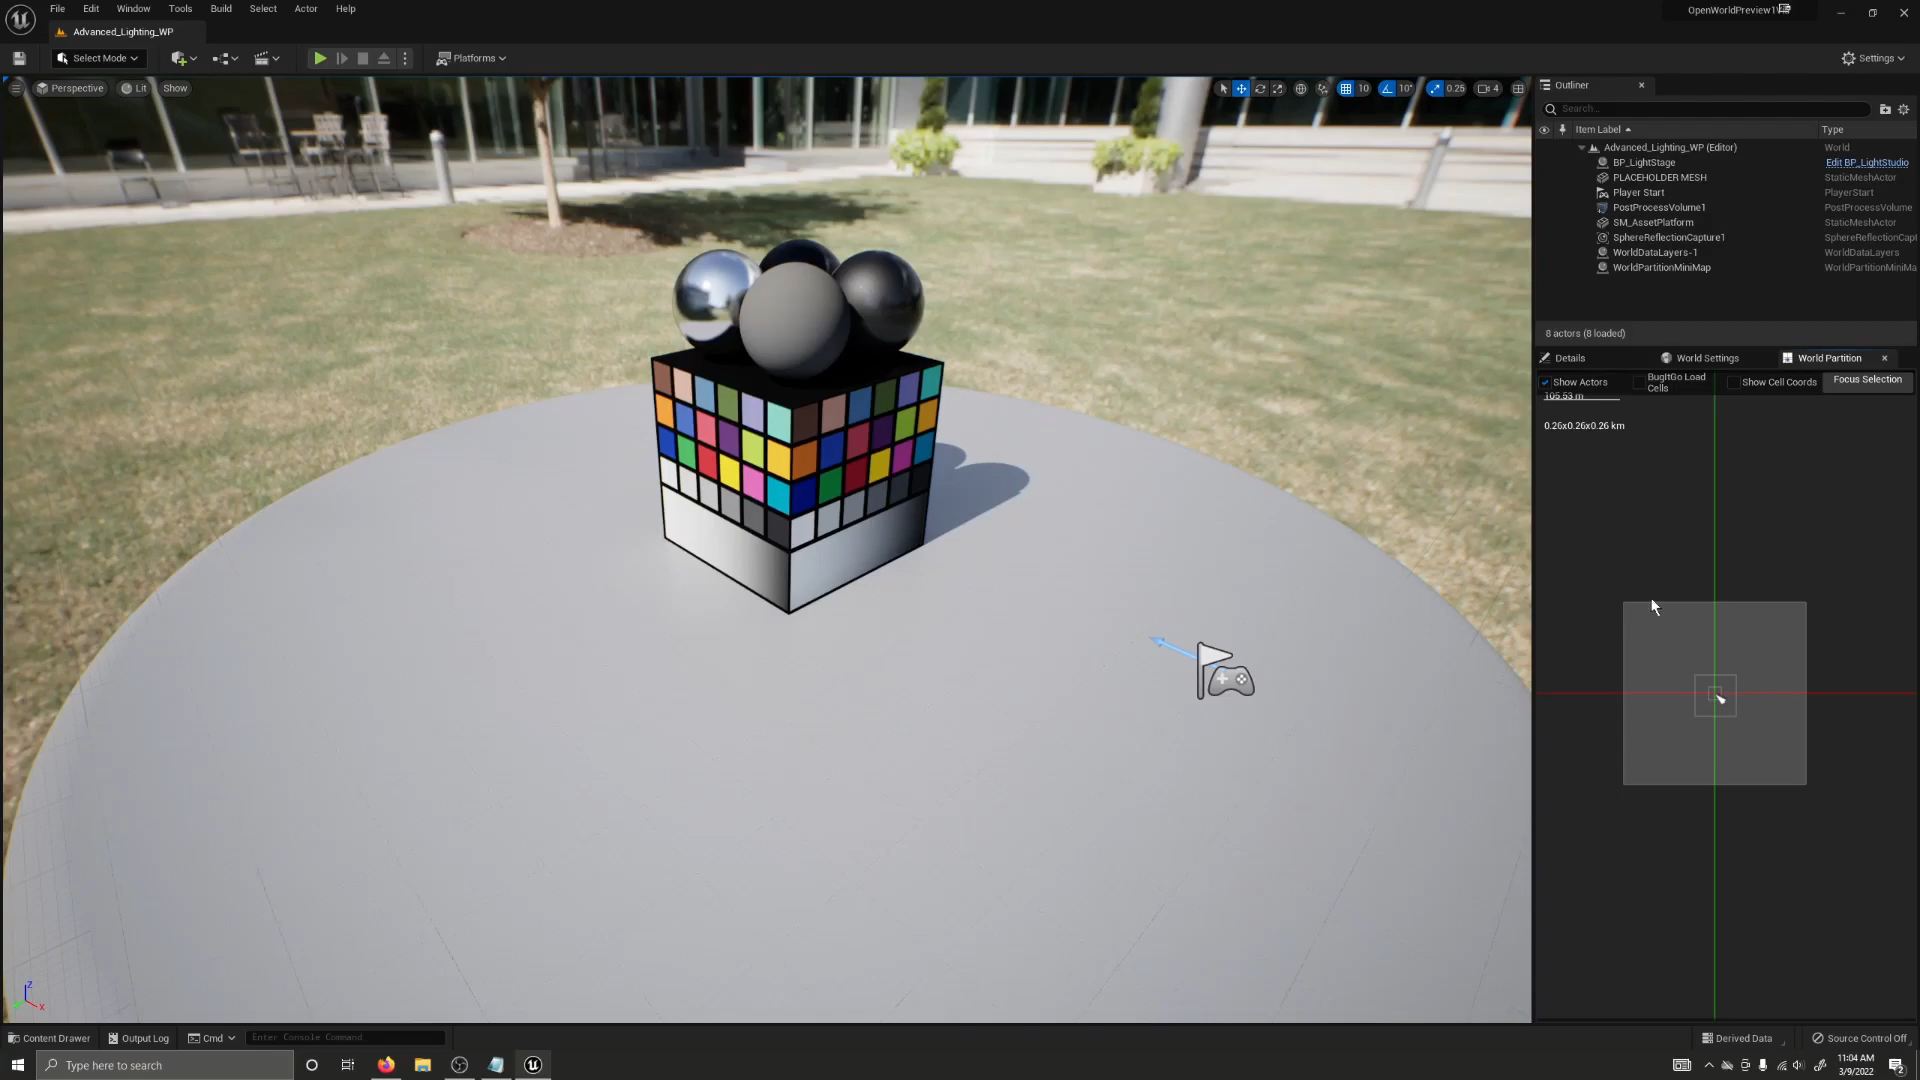 File Edit Window Tools Build Select Actor Help
Advanced_Lighting_WP
Select Mode
Platforms
Settings
Perspective Lit Show
10 10° 0.25 4
Outliner
Search...
Item Label Type
Advanced_Lighting_WP (Editor) World
BP_LightStage Edit BP_LightStudio
PLACEHOLDER MESH StaticMeshActor
Player Start PlayerStart
PostProcessVolume1 PostProcessVolume
SM_AssetPlatform StaticMeshActor
SphereReflectionCapture1 SphereReflectionCapt
WorldDataLayers-1 WorldDataLayers
WorldPartitionMiniMap WorldPartitionMiniMa
8 actors (8 loaded)
Details World Settings World Partition
Show Actors BugItGo Load Cells Show Cell Coords Focus Selection
105.53 m
0.26x0.26x0.26 km
Z
X
Content Drawer Output Log Cmd Enter Console Command
Derived Data Source Control Off
Type here to search
11:04 AM
3/9/2022
2